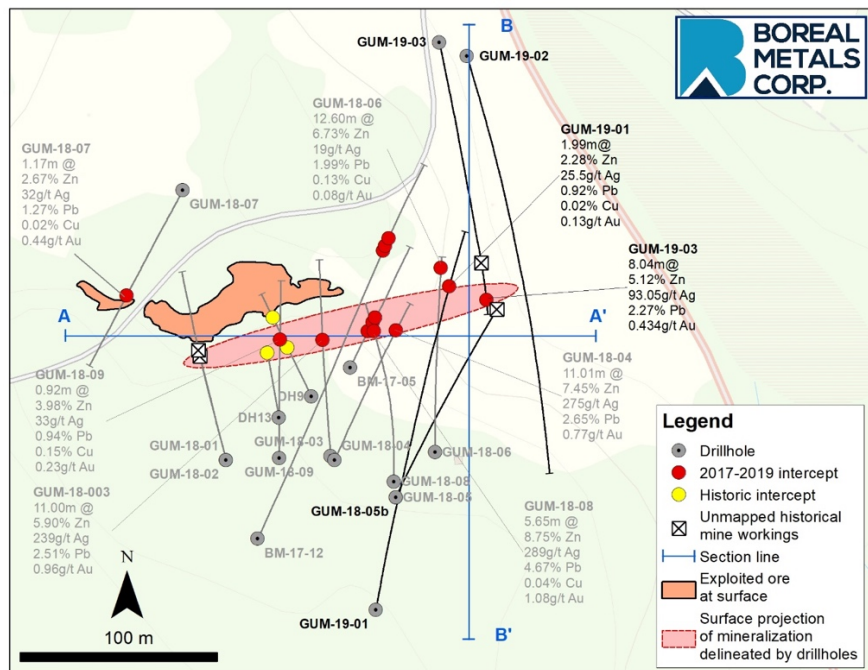 BOREAL
METALS
CORP.
B
GUM-19-03
GUM-19-02
GUM-18-06
12.60m @
6.73% Zn
19g/t Ag
1.99% Pb
0.13% Cu
0.08g/t Au
GUM-19-01
1.99m@
2.28% Zn
25.5g/t Ag
0.92% Pb
0.02% Cu
0.13g/t Au
GUM-18-07
1.17m @
2.67% Zn
32g/t Ag
1.27% Pb
0.02% Cu
0.44g/t Au
GUM-18-07
GUM-19-03
8.04m@
5.12% Zn
93.05g/t Ag
2.27% Pb
0.434g/t Au
A
A'
GUM-18-09
0.92m @
3.98% Zn
33g/t Ag
0.94% Pb
0.15% Cu
0.23g/t Au
GUM-18-04
11.01m @
7.45% Zn
275g/t Ag
2.65% Pb
0.77g/t Au
BM-17-05
DH9
DH13
GUM-18-01
GUM-18-02
GUM-18-03
GUM-18-04
GUM-18-06
GUM-18-09
GUM-18-08
GUM-18-05
GUM-18-05b
GUM-18-003
11.00m @
5.90% Zn
239g/t Ag
2.51% Pb
0.96g/t Au
GUM-18-08
5.65m @
8.75% Zn
289g/t Ag
4.67% Pb
0.04% Cu
1.08g/t Au
BM-17-12
GUM-19-01
B'
N
100 m
Legend
Drillhole
2017-2019 intercept
Historic intercept
Unmapped historical
mine workings
Section line
Exploited ore
at surface
Surface projection
of mineralization
delineated by drillholes